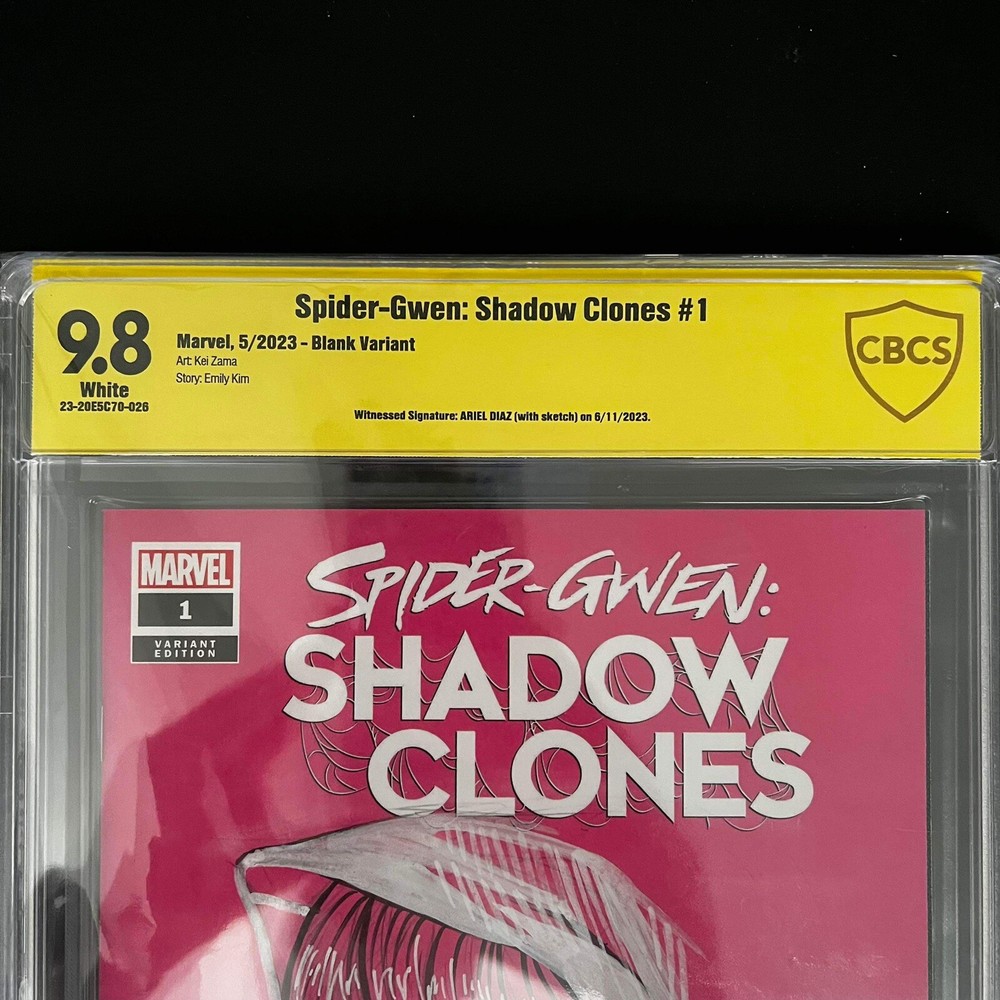 Spider-Gwen: Shadow Clones #1
9.8
White
23-20E5C70-026
Marvel, 5/2023 - Blank Variant
Art: Kei Zama
Story: Emily Kim
Witnessed Signature: ARIEL DIAZ (with sketch) on 6/11/2023.
CBCS
MARVEL
1
VARIANT
EDITION
SPIDER-GWEN:
SHADOW
CLONES